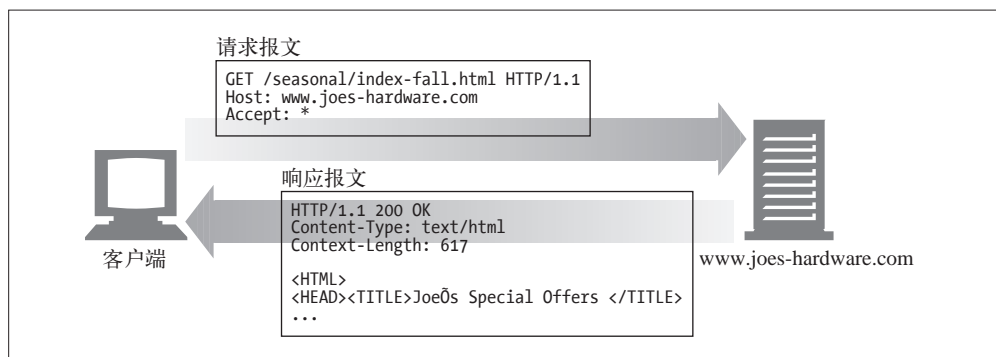 请求报文
GET /seasonal/index-fall.html HTTP/1.1
Host: www.joes-hardware.com
Accept: *
响应报文
HTTP/1.1 200 OK
Content-Type: text/html
Context-Length: 617
<HTML>
<HEAD><TITLE>JoeÕs Special Offers </TITLE>
...
客户端
www.joes-hardware.com